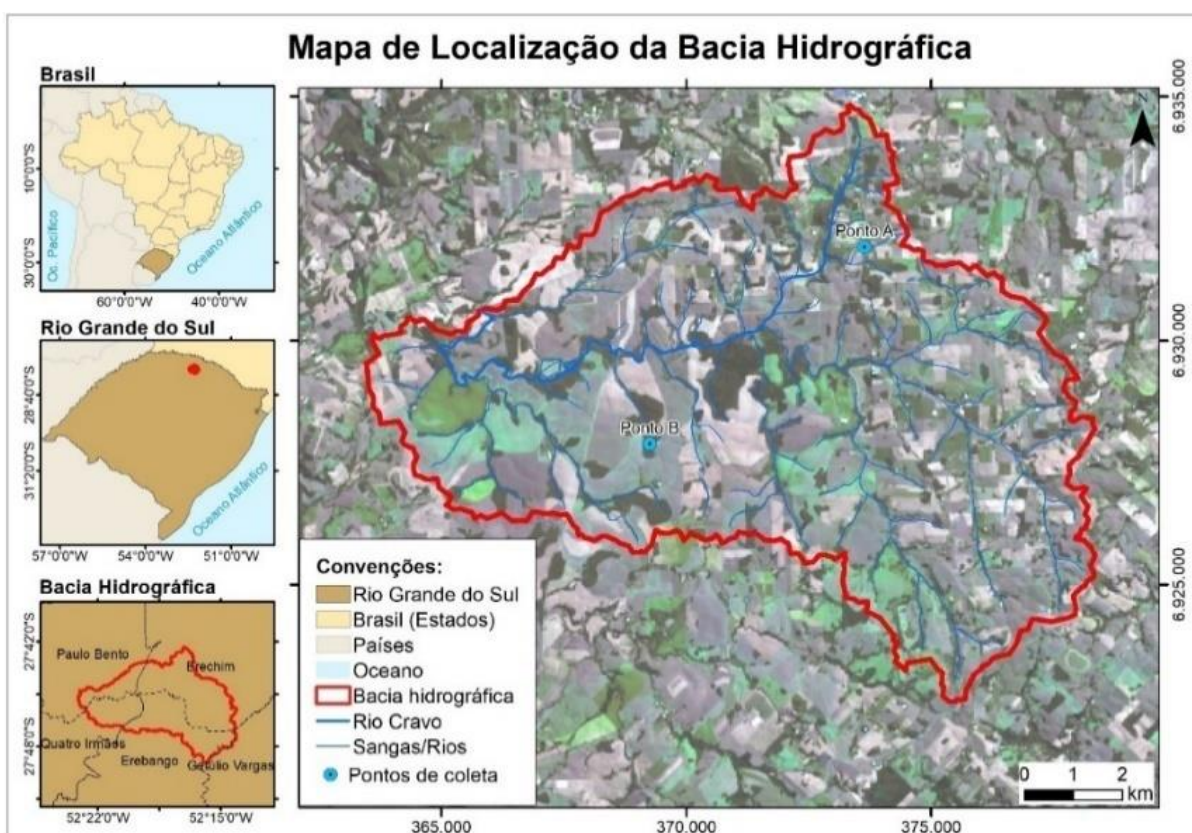 Mapa de Localização da Bacia Hidrográfica
Brasil
10°0'0"S
30°0'0"S
Oc. Pacífico
Oceano Atlântico
60°0'0"W
40°0'0"W
Rio Grande do Sul
28°40'0"S
31°20'0"S
Oceano Atlântico
57°0'0"W
54°0'0"W
51°0'0"W
Bacia Hidrográfica
27°42'0"S
27°48'0"S
Paulo Bento
Erechim
Quatro Irmãos
Erebango
Getúlio Vargas
52°22'0"W
52°15'0"W
Convenções:
Rio Grande do Sul
Brasil (Estados)
Países
Oceano
Bacia hidrográfica
Rio Cravo
Sangas/Rios
Pontos de coleta
Ponto A
Ponto B
6.935.000
6.930.000
6.925.000
N
0 1 2
km
365.000
370.000
375.000